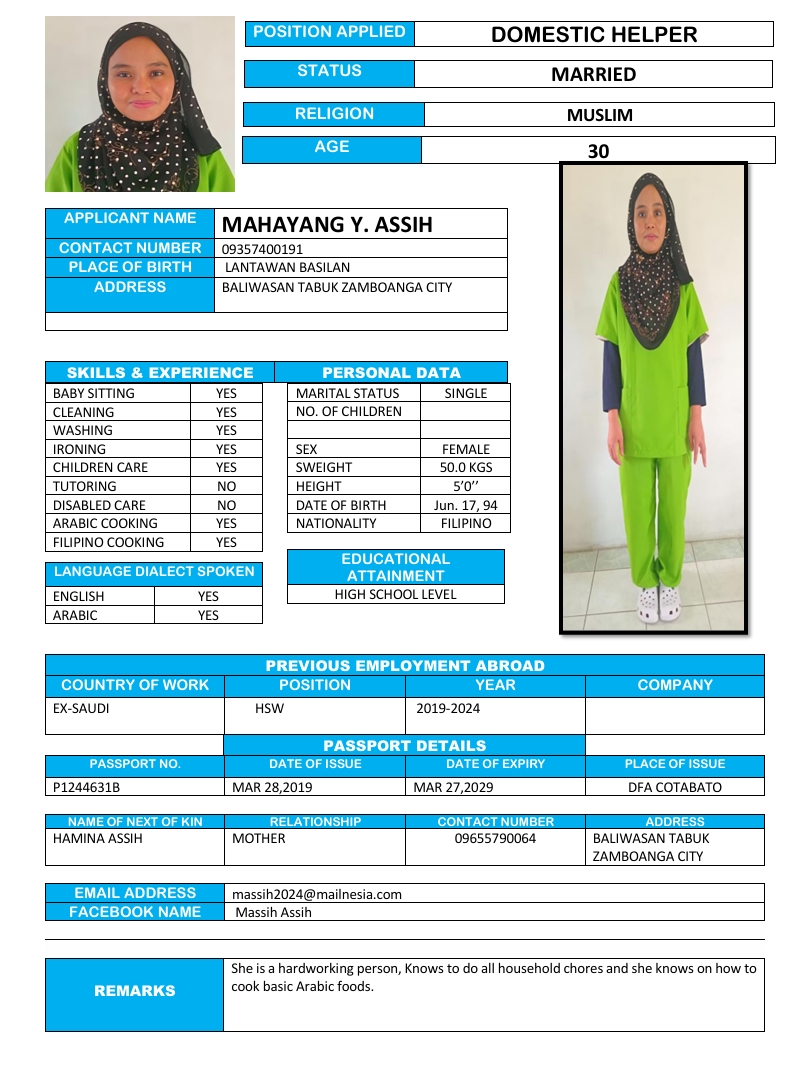 POSITION APPLIED DOMESTIC HELPER
STATUS MARRIED
RELIGION MUSLIM
AGE 30
APPLICANT NAME MAHAYANG Y. ASSIH
CONTACT NUMBER 09357400191
PLACE OF BIRTH LANTAWAN BASILAN
ADDRESS BALIWASAN TABUK ZAMBOANGA CITY
SKILLS & EXPERIENCE PERSONAL DATA
BABY SITTING YES MARITAL STATUS SINGLE
CLEANING YES NO. OF CHILDREN
WASHING YES
IRONING YES SEX FEMALE
CHILDREN CARE YES SWEIGHT 50.0 KGS
TUTORING NO HEIGHT 5’0’’
DISABLED CARE NO DATE OF BIRTH Jun. 17, 94
ARABIC COOKING YES NATIONALITY FILIPINO
FILIPINO COOKING YES
LANGUAGE DIALECT SPOKEN
ENGLISH YES
ARABIC YES
EDUCATIONAL
ATTAINMENT
HIGH SCHOOL LEVEL
PREVIOUS EMPLOYMENT ABROAD
COUNTRY OF WORK POSITION YEAR COMPANY
EX-SAUDI HSW 2019-2024
PASSPORT DETAILS
PASSPORT NO. DATE OF ISSUE DATE OF EXPIRY PLACE OF ISSUE
P1244631B MAR 28,2019 MAR 27,2029 DFA COTABATO
NAME OF NEXT OF KIN RELATIONSHIP CONTACT NUMBER ADDRESS
HAMINA ASSIH MOTHER 09655790064 BALIWASAN TABUK
ZAMBOANGA CITY
EMAIL ADDRESS massih2024@mailnesia.com
FACEBOOK NAME Massih Assih
REMARKS
She is a hardworking person, Knows to do all household chores and she knows on how to
cook basic Arabic foods.